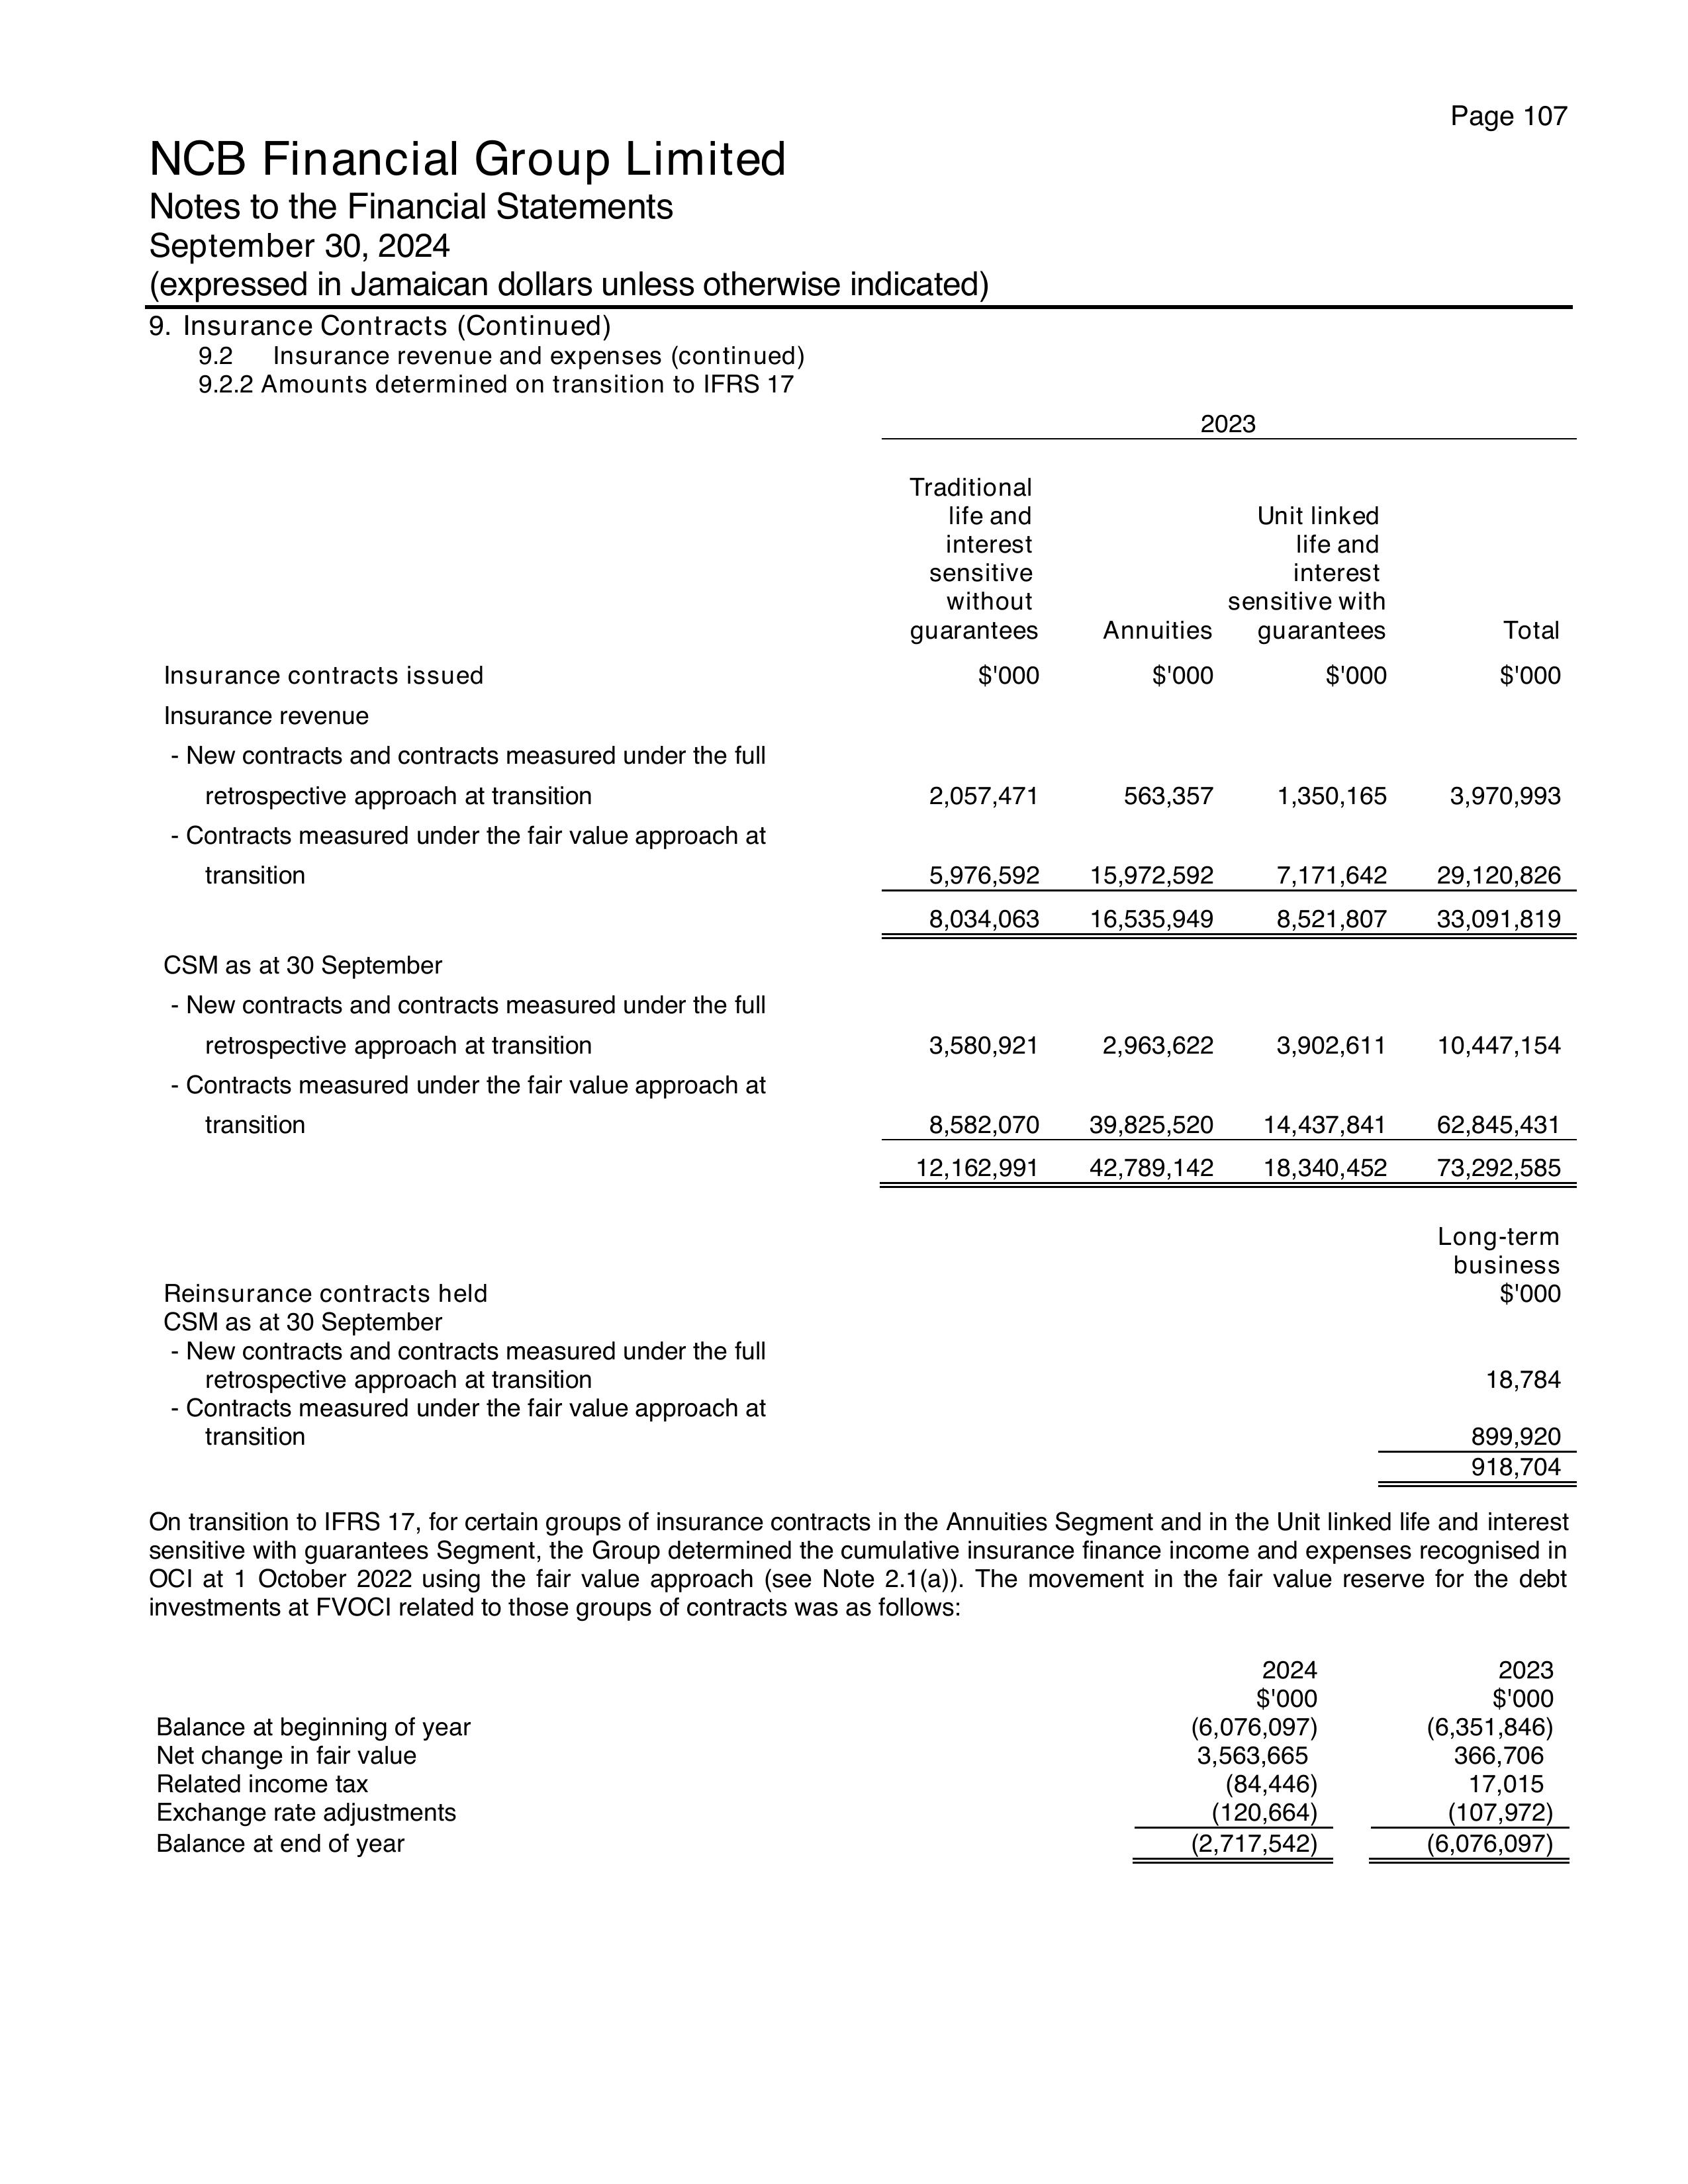 Page 107
NCB Financial Group Limited
Notes to the Financial Statements
September 30, 2024
(expressed in Jamaican dollars unless otherwise indicated)
9. Insurance Contracts (Continued)
9.2 Insurance revenue and expenses (continued)
9.2.2 Amounts determined on transition to IFRS 17
2023
Traditional
life and Unit linked
interest life and
sensitive interest
without sensitive with
guarantees Annuities guarantees Total
Insurance contracts issued $'000 $'000 $'000 $'000
Insurance revenue
- New contracts and contracts measured under the full
retrospective approach at transition 2,057,471 563,357 1,350,165 3,970,993
- Contracts measured under the fair value approach at
transition 5,976,592 15,972,592 7,171,642 29,120,826
8,034,063 16,535,949 8,521,807 33,091,819
CSM as at 30 September
- New contracts and contracts measured under the full
retrospective approach at transition 3,580,921 2,963,622 3,902,611 10,447,154
- Contracts measured under the fair value approach at
transition 8,582,070 39,825,520 14,437,841 62,845,431
12,162,991 42,789,142 18,340,452 73,292,585
Long-term
business
Reinsurance contracts held $'000
CSM as at 30 September
- New contracts and contracts measured under the full
retrospective approach at transition 18,784
- Contracts measured under the fair value approach at
transition 899,920
918,704
On transition to IFRS 17, for certain groups of insurance contracts in the Annuities Segment and in the Unit linked life and interest
sensitive with guarantees Segment, the Group determined the cumulative insurance finance income and expenses recognised in
OCI at 1 October 2022 using the fair value approach (see Note 2.1(a)). The movement in the fair value reserve for the debt
investments at FVOCI related to those groups of contracts was as follows:
2024 2023
$'000 $'000
Balance at beginning of year (6,076,097) (6,351,846)
Net change in fair value 3,563,665 366,706
Related income tax (84,446) 17,015
Exchange rate adjustments (120,664) (107,972)
Balance at end of year (2,717,542) (6,076,097)